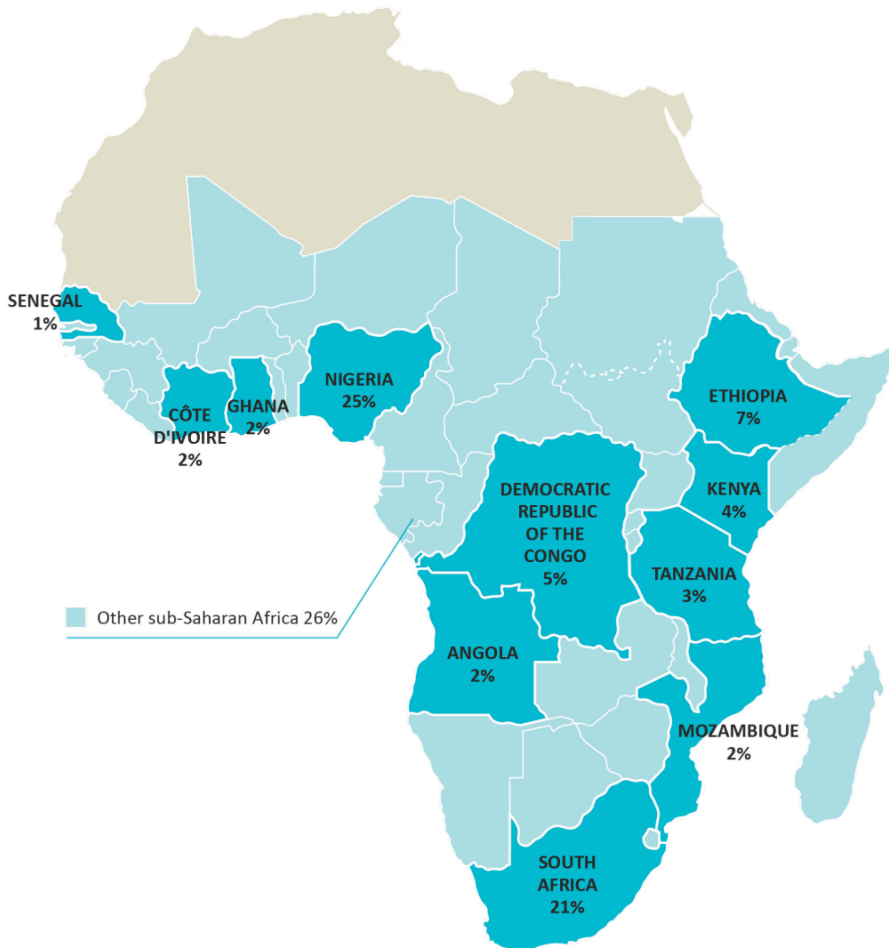 SENEGAL
1%
CÔTE
D'IVOIRE
2%
GHANA
2%
NIGERIA
25%
ETHIOPIA
7%
KENYA
4%
DEMOCRATIC
REPUBLIC
OF THE
CONGO
5%
TANZANIA
3%
Other sub-Saharan Africa 26%
ANGOLA
2%
MOZAMBIQUE
2%
SOUTH
AFRICA
21%